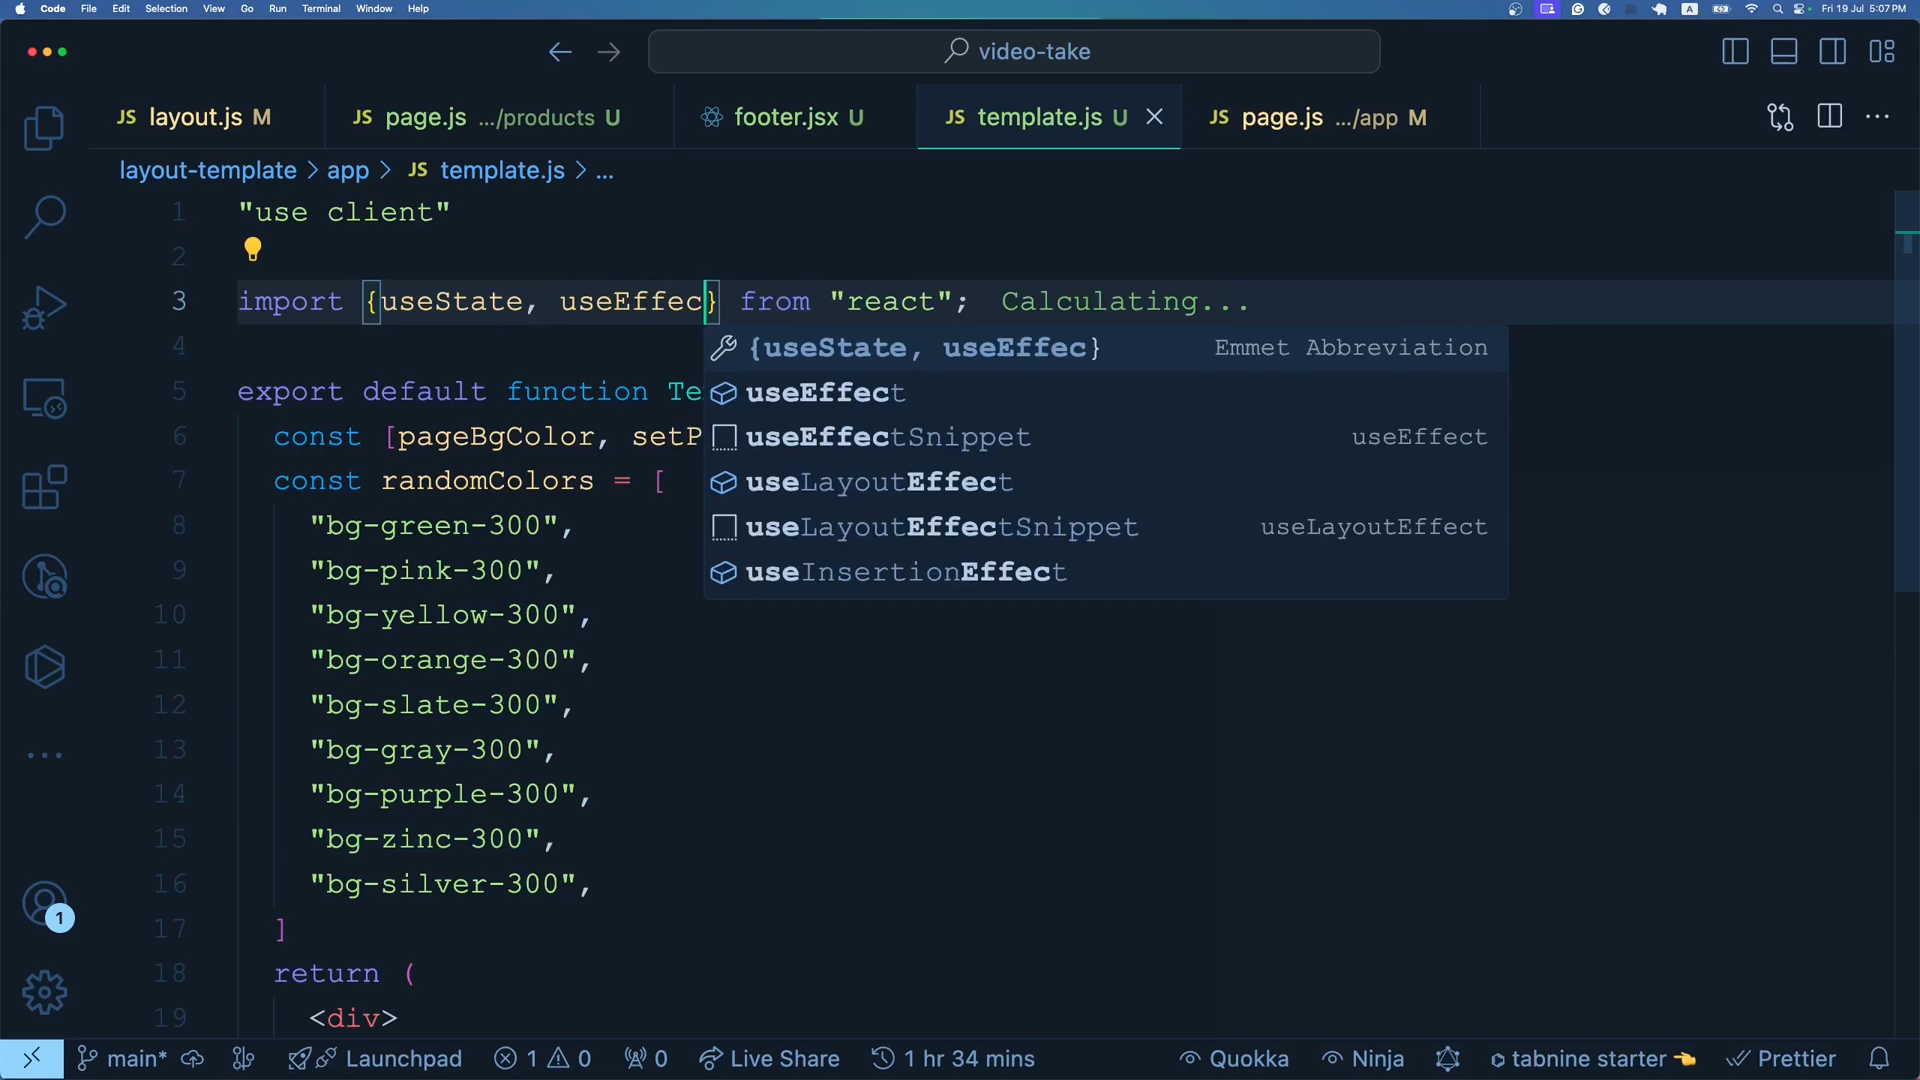 Code File Edit Selection View Go Run Terminal Window Help
A
Fri 19 Jul 5:07 PM
video-take
JS layout.js M
JS page.js .../products U
footer.jsx U
JS template.js U
JS page.js .../app M
layout-template > app > JS template.js > ...
1 "use client"
2
3 import {useState, useEffec} from "react"; Calculating...
{useState, useEffec} Emmet Abbreviation
useEffect
useEffectSnippet useEffect
useLayoutEffect
useLayoutEffectSnippet useLayoutEffect
useInsertionEffect
4
5 export default function Te
6 const [pageBgColor, setP
7 const randomColors = [
8 "bg-green-300",
9 "bg-pink-300",
10 "bg-yellow-300",
11 "bg-orange-300",
12 "bg-slate-300",
13 "bg-gray-300",
14 "bg-purple-300",
15 "bg-zinc-300",
16 "bg-silver-300",
17 ]
18 return (
19 <div>
1
main* Launchpad 1 0 0 Live Share 1 hr 34 mins Quokka Ninja tabnine starter 👈 Prettier